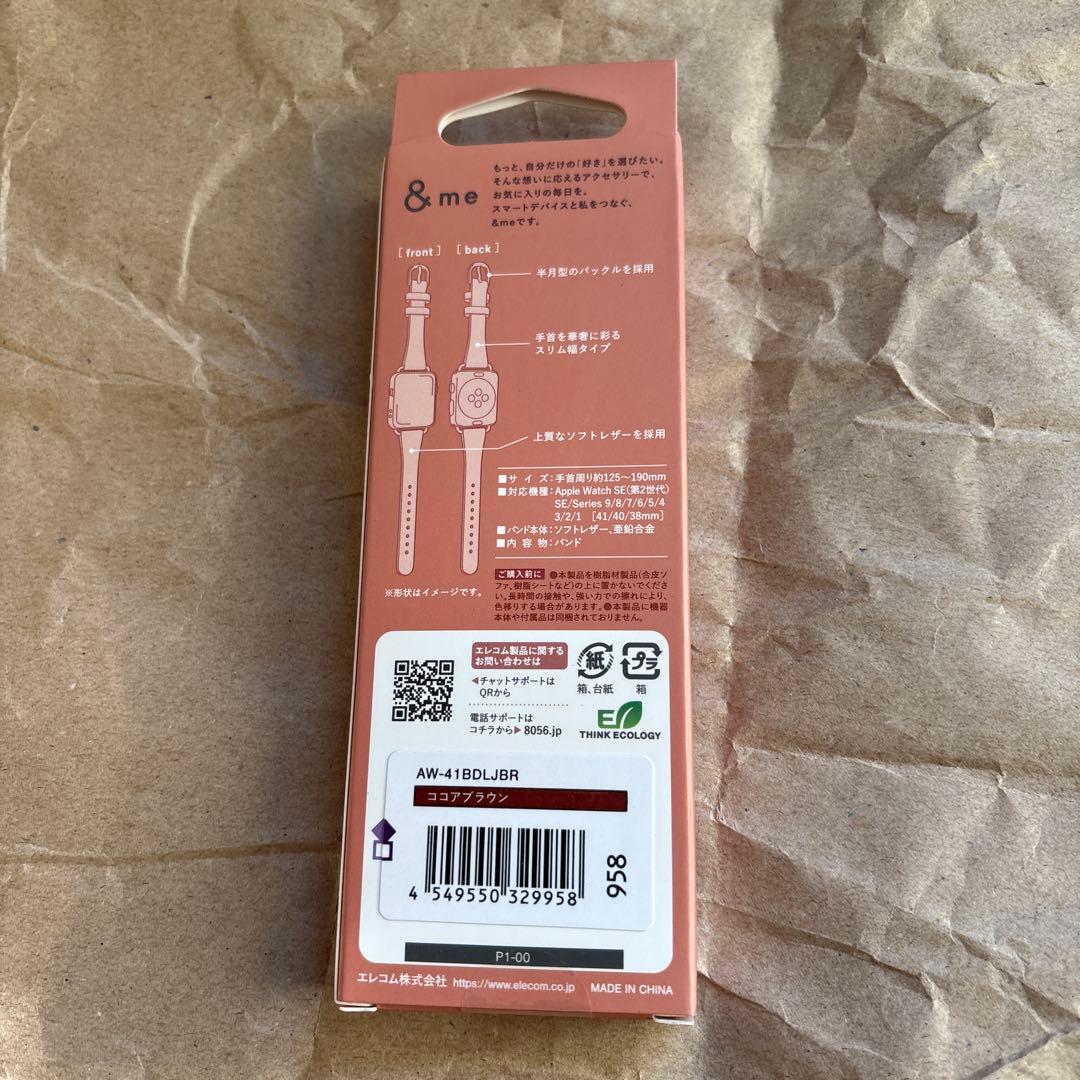 &me
もっと、自分だけの「好き」を選びたい。
そんな想いに応えるアクセサリーで、
お気に入りの毎日を。
スマートデバイスと私をつなぐ、
&meです。
[front] [back]
半月型のバックルを採用
手首を華奢に彩る
スリム幅タイプ
上質なソフトレザーを採用
■サイズ:手首周り約125～190mm
■対応機種:Apple Watch SE(第2世代)
SE/Series 9/8/7/6/5/4
3/2/1 [41/40/38mm]
■バンド本体:ソフトレザー、亜鉛合金
■内容物:バンド
※形状はイメージです。
ご購入前に ●本製品を樹脂材製品(合皮ソ
ファ、樹脂シートなど)の上に置かないでくださ
い。長時間の接触や、強い力での擦れにより、
色移りする場合があります。●本製品に機器
本体や付属品は同梱されておりません。
エレコム製品に関する
お問い合わせは
◀チャットサポートは
QRから
電話サポートは
コチラから▶8056.jp
紙
箱、台紙
プラ
箱
THINK ECOLOGY
AW-41BDLJBR
ココアブラウン
4 549550 329958
958
P1-00
エレコム株式会社 https://www.elecom.co.jp MADE IN CHINA